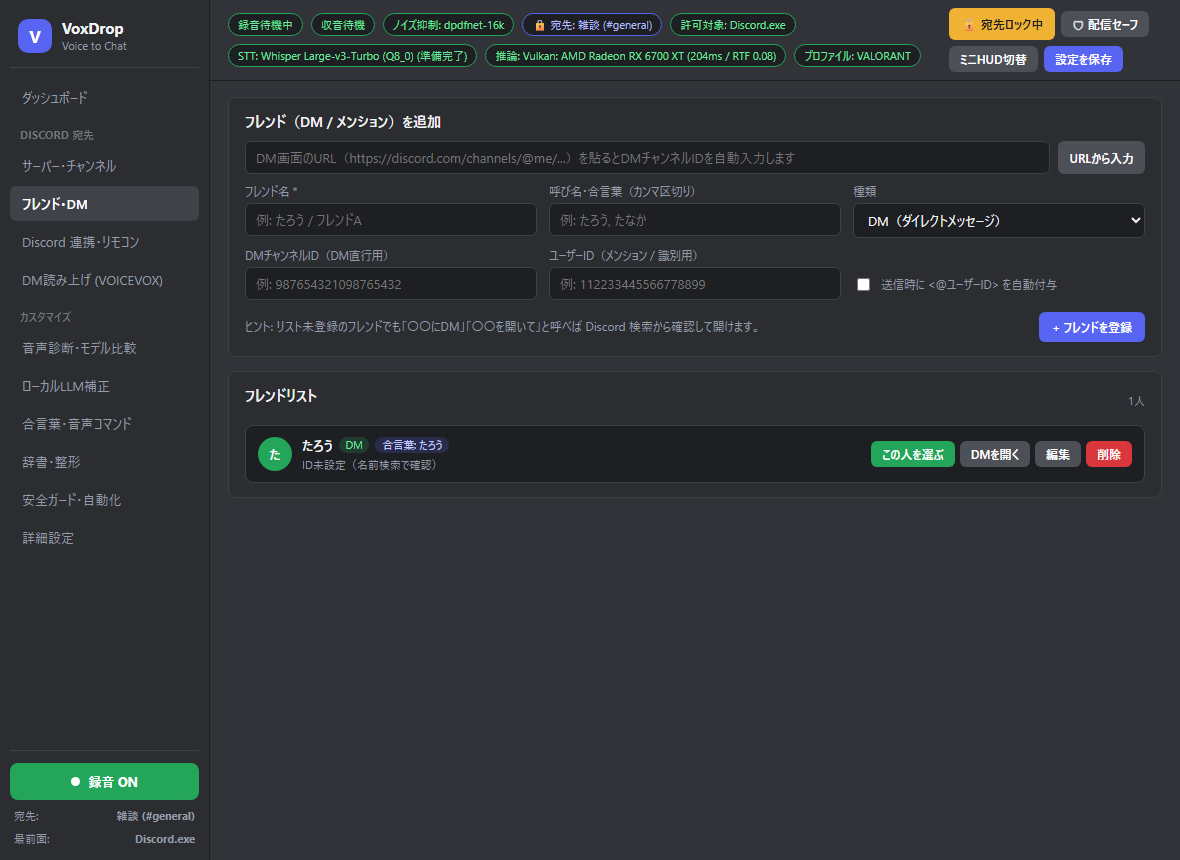 V
VoxDrop
Voice to Chat
ダッシュボード
DISCORD 宛先
サーバー・チャンネル
フレンド・DM
Discord 連携・リモコン
DM読み上げ (VOICEVOX)
カスタマイズ
音声診断・モデル比較
ローカルLLM補正
合言葉・音声コマンド
辞書・整形
安全ガード・自動化
詳細設定
● 録音 ON
宛先: 雑談 (#general)
最前面: Discord.exe
録音待機中 収音待機 ノイズ抑制: dpdfnet-16k 🔒 宛先: 雑談 (#general) 許可対象: Discord.exe
STT: Whisper Large-v3-Turbo (Q8_0) (準備完了) 推論: Vulkan: AMD Radeon RX 6700 XT (204ms / RTF 0.08) プロファイル: VALORANT
🔒 宛先ロック中 🛡 配信セーフ
ミニHUD切替 設定を保存
フレンド（DM / メンション）を追加
DM画面のURL（https://discord.com/channels/@me/...）を貼るとDMチャンネルIDを自動入力します URLから入力
フレンド名 * 呼び名・合言葉（カンマ区切り） 種類
例: たろう / フレンドA 例: たろう, たなか DM（ダイレクトメッセージ）
DMチャンネルID（DM直行用） ユーザーID（メンション / 識別用）
例: 987654321098765432 例: 112233445566778899 送信時に <@ユーザーID> を自動付与
ヒント: リスト未登録のフレンドでも「〇〇にDM」「〇〇を開いて」と呼べば Discord 検索から確認して開けます。 + フレンドを登録
フレンドリスト 1人
た たろう DM 合言葉: たろう
ID未設定（名前検索で確認）
この人を選ぶ DMを開く 編集 削除